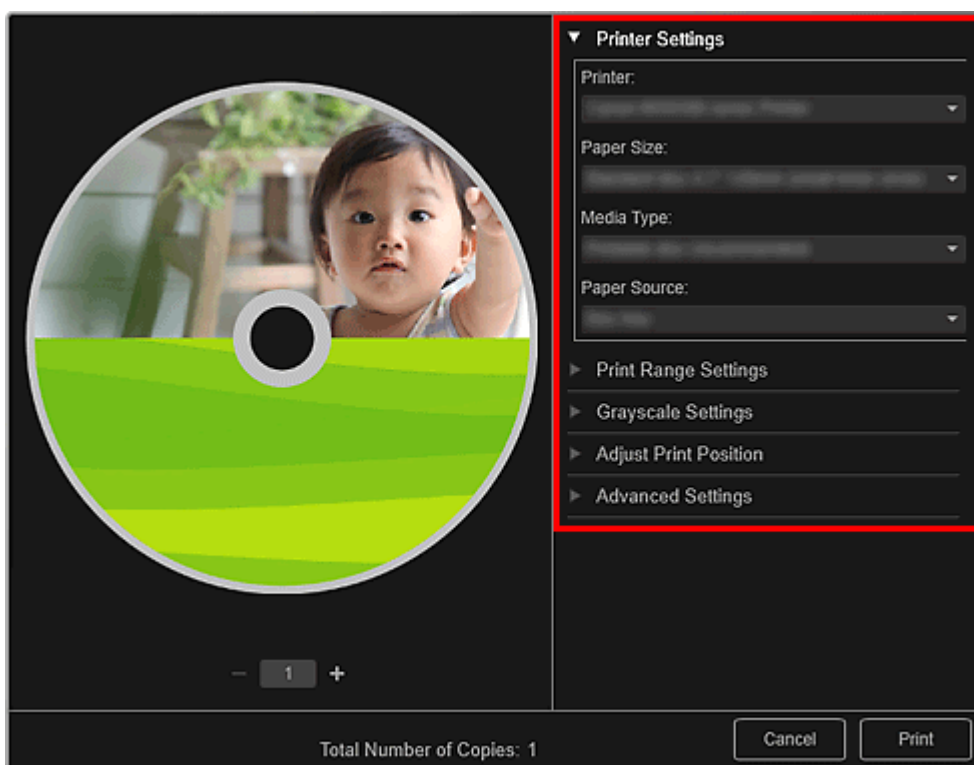 Printer Settings
Printer:
Paper Size:
Media Type:
Paper Source:
Print Range Settings
Grayscale Settings
Adjust Print Position
Advanced Settings
1
Total Number of Copies: 1
Cancel
Print